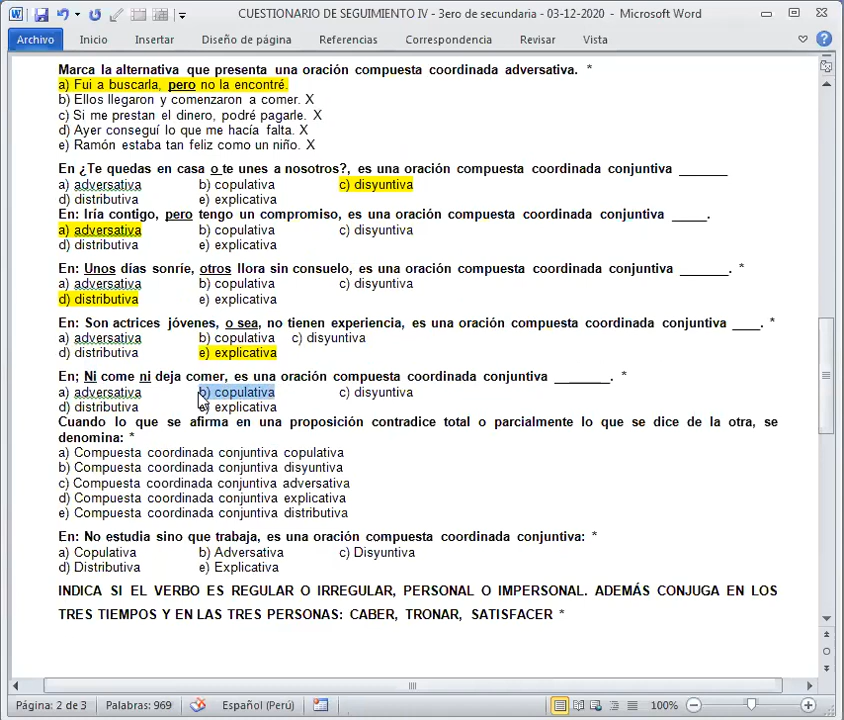 CUESTIONARIO DE SEGUIMIENTO IV - 3ero de secundaria - 03-12-2020 - Microsoft Word
Archivo Inicio Insertar Diseño de página Referencias Correspondencia Revisar Vista
Marca la alternativa que presenta una oración compuesta coordinada adversativa. *
a) Fui a buscarla, pero no la encontré.
b) Ellos llegaron y comenzaron a comer. X
c) Si me prestan el dinero, podré pagarle. X
d) Ayer conseguí lo que me hacía falta. X
e) Ramón estaba tan feliz como un niño. X
En ¿Te quedas en casa o te unes a nosotros?, es una oración compuesta coordinada conjuntiva _______
a) adversativa b) copulativa c) disyuntiva
d) distributiva e) explicativa
En: Iría contigo, pero tengo un compromiso, es una oración compuesta coordinada conjuntiva _____.
a) adversativa b) copulativa c) disyuntiva
d) distributiva e) explicativa
En: Unos días sonríe, otros llora sin consuelo, es una oración compuesta coordinada conjuntiva _______. *
a) adversativa b) copulativa c) disyuntiva
d) distributiva e) explicativa
En: Son actrices jóvenes, o sea, no tienen experiencia, es una oración compuesta coordinada conjuntiva ____. *
a) adversativa b) copulativa c) disyuntiva
d) distributiva e) explicativa
En; Ni come ni deja comer, es una oración compuesta coordinada conjuntiva ________. *
a) adversativa b) copulativa c) disyuntiva
d) distributiva e) explicativa
Cuando lo que se afirma en una proposición contradice total o parcialmente lo que se dice de la otra, se
denomina: *
a) Compuesta coordinada conjuntiva copulativa
b) Compuesta coordinada conjuntiva disyuntiva
c) Compuesta coordinada conjuntiva adversativa
d) Compuesta coordinada conjuntiva explicativa
e) Compuesta coordinada conjuntiva distributiva
En: No estudia sino que trabaja, es una oración compuesta coordinada conjuntiva: *
a) Copulativa b) Adversativa c) Disyuntiva
d) Distributiva e) Explicativa
INDICA SI EL VERBO ES REGULAR O IRREGULAR, PERSONAL O IMPERSONAL. ADEMÁS CONJUGA EN LOS
TRES TIEMPOS Y EN LAS TRES PERSONAS: CABER, TRONAR, SATISFACER *
Página: 2 de 3 Palabras: 969 Español (Perú) 100%